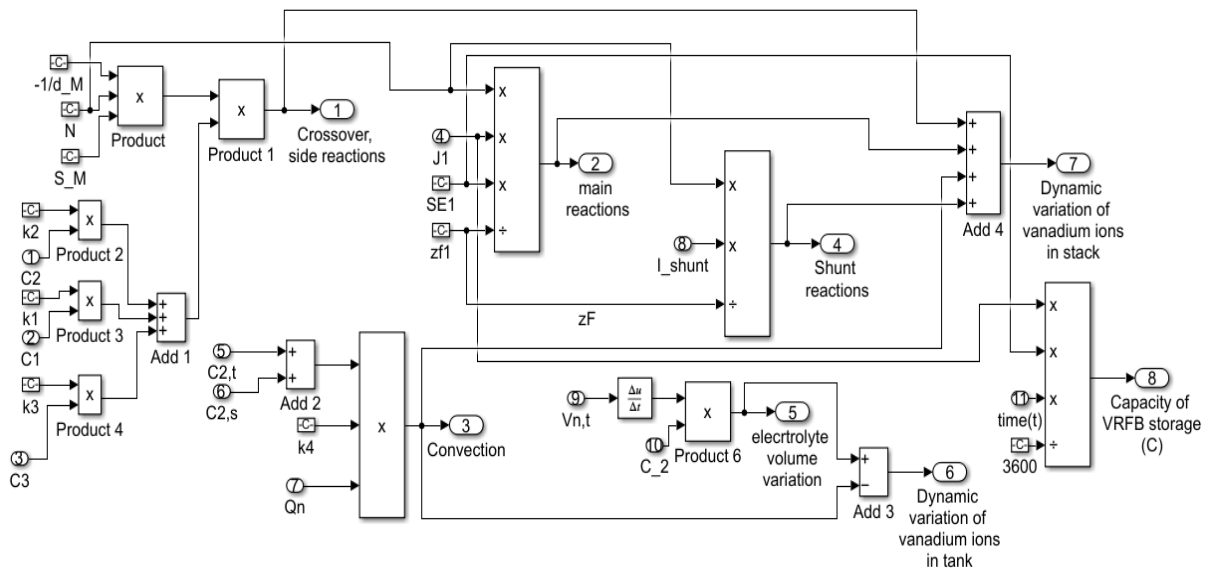 -C-
-1/d_M
-C-
N
-C-
S_M
x
x
x
x
Product
x
Product 1
1
Crossover,
side reactions
-C-
k2
1
C2
x
Product 2
-C-
k1
2
C1
x
Product 3
-C-
k3
3
C3
x
Product 4
+
+
+
Add 1
4
J1
-C-
SE1
-C-
zf1
x
x
x
÷
2
main
reactions
8
I_shunt
zF
x
x
÷
4
Shunt
reactions
+
+
+
+
Add 4
7
Dynamic
variation of
vanadium ions
in stack
5
C2,t
6
C2,s
+
+
Add 2
-C-
k4
7
Qn
x
3
Convection
9
Vn,t
Δu
Δt
10
C_2
x
Product 6
5
elecrtrolyte
volume
variation
+
−
Add 3
6
Dynamic
variation of
vanadium ions
in tank
11
time(t)
-C-
3600
x
x
x
÷
8
Capacity of
VRFB storage
(C)